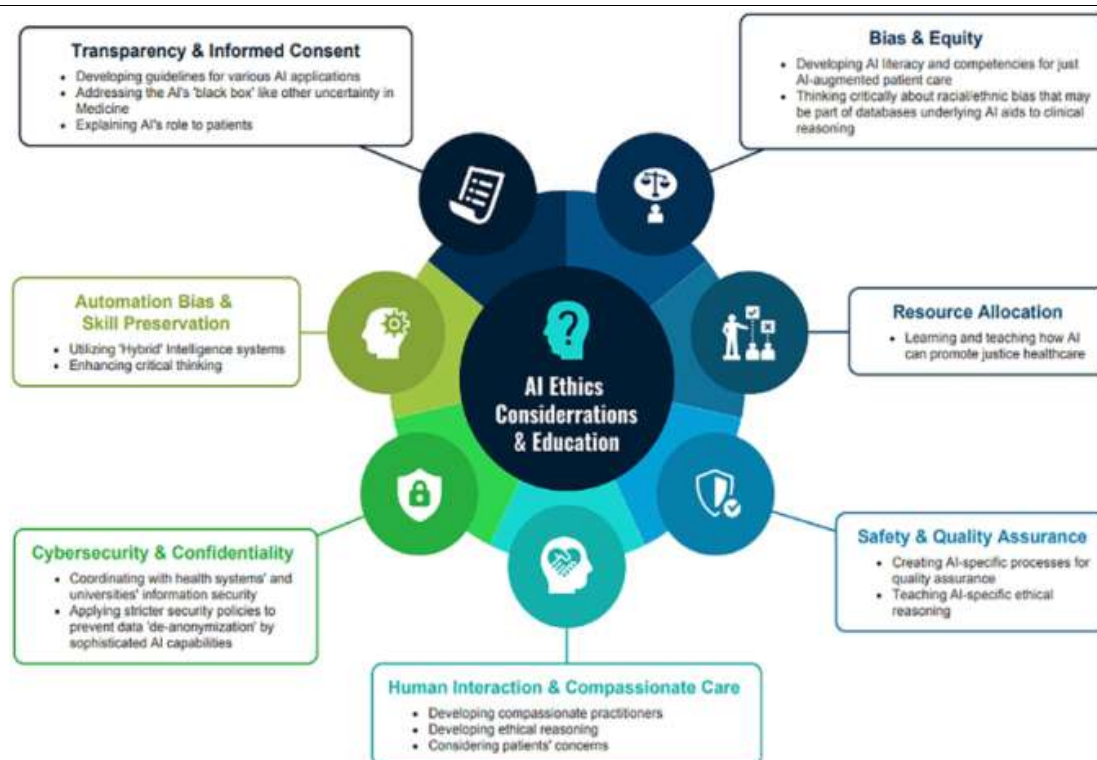 Transparency & Informed Consent
• Developing guidelines for various AI applications
• Addressing the AI's 'black box' like other uncertainty in
Medicine
• Explaining AI's role to patients
Bias & Equity
• Developing AI literacy and competencies for just
AI-augmented patient care
• Thinking critically about racial/ethnic bias that may
be part of databases underlying AI aids to clinical
reasoning
Automation Bias &
Skill Preservation
• Utilizing 'Hybrid' Intelligence systems
• Enhancing critical thinking
AI Ethics
Considerrations
& Education
Resource Allocation
• Learning and teaching how AI
can promote justice healthcare
Cybersecurity & Confidentiality
• Coordinating with health systems' and
universities' information security
• Applying stricter security policies to
prevent data 'de-anonymization' by
sophisticated AI capabilities
Safety & Quality Assurance
• Creating AI-specific processes for
quality assurance
• Teaching AI-specific ethical
reasoning
Human Interaction & Compassionate Care
• Developing compassionate practitioners
• Developing ethical reasoning
• Considering patients' concerns